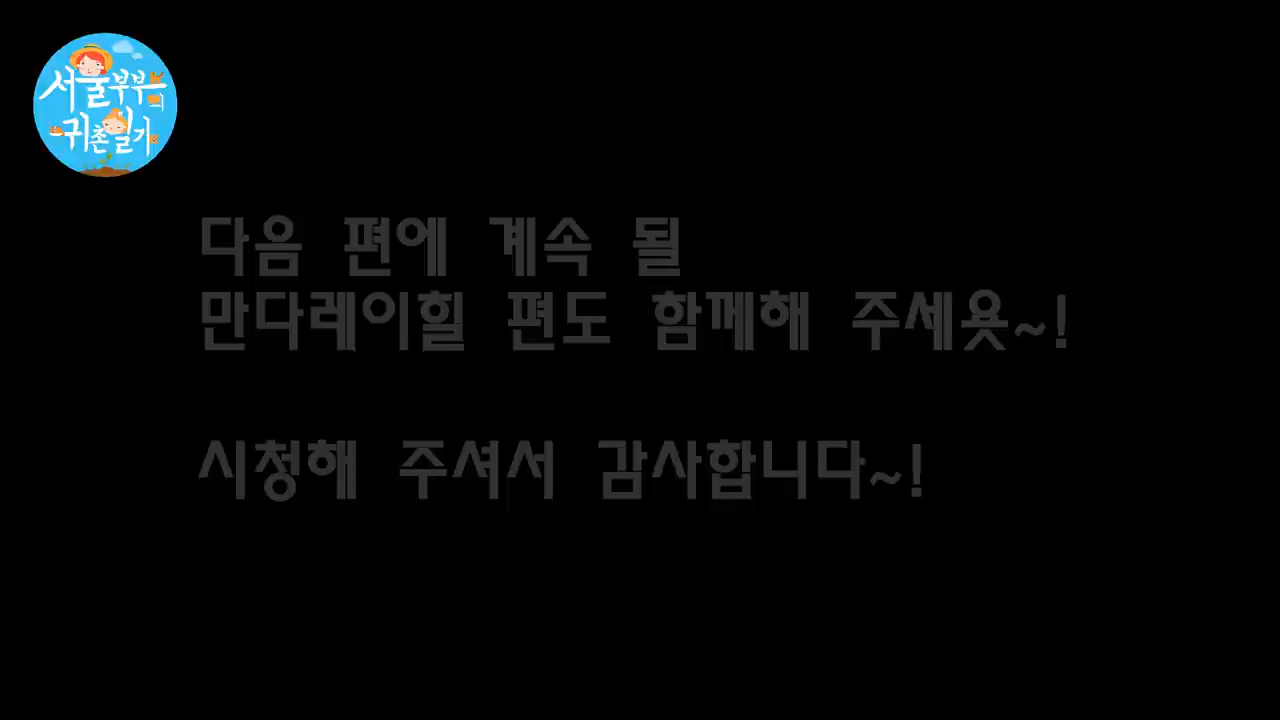 서울부부의
귀촌일기
다음 편에 계속 될
만다레이힐 편도 함께해 주세욧~!
시청해 주셔서 감사합니다~!